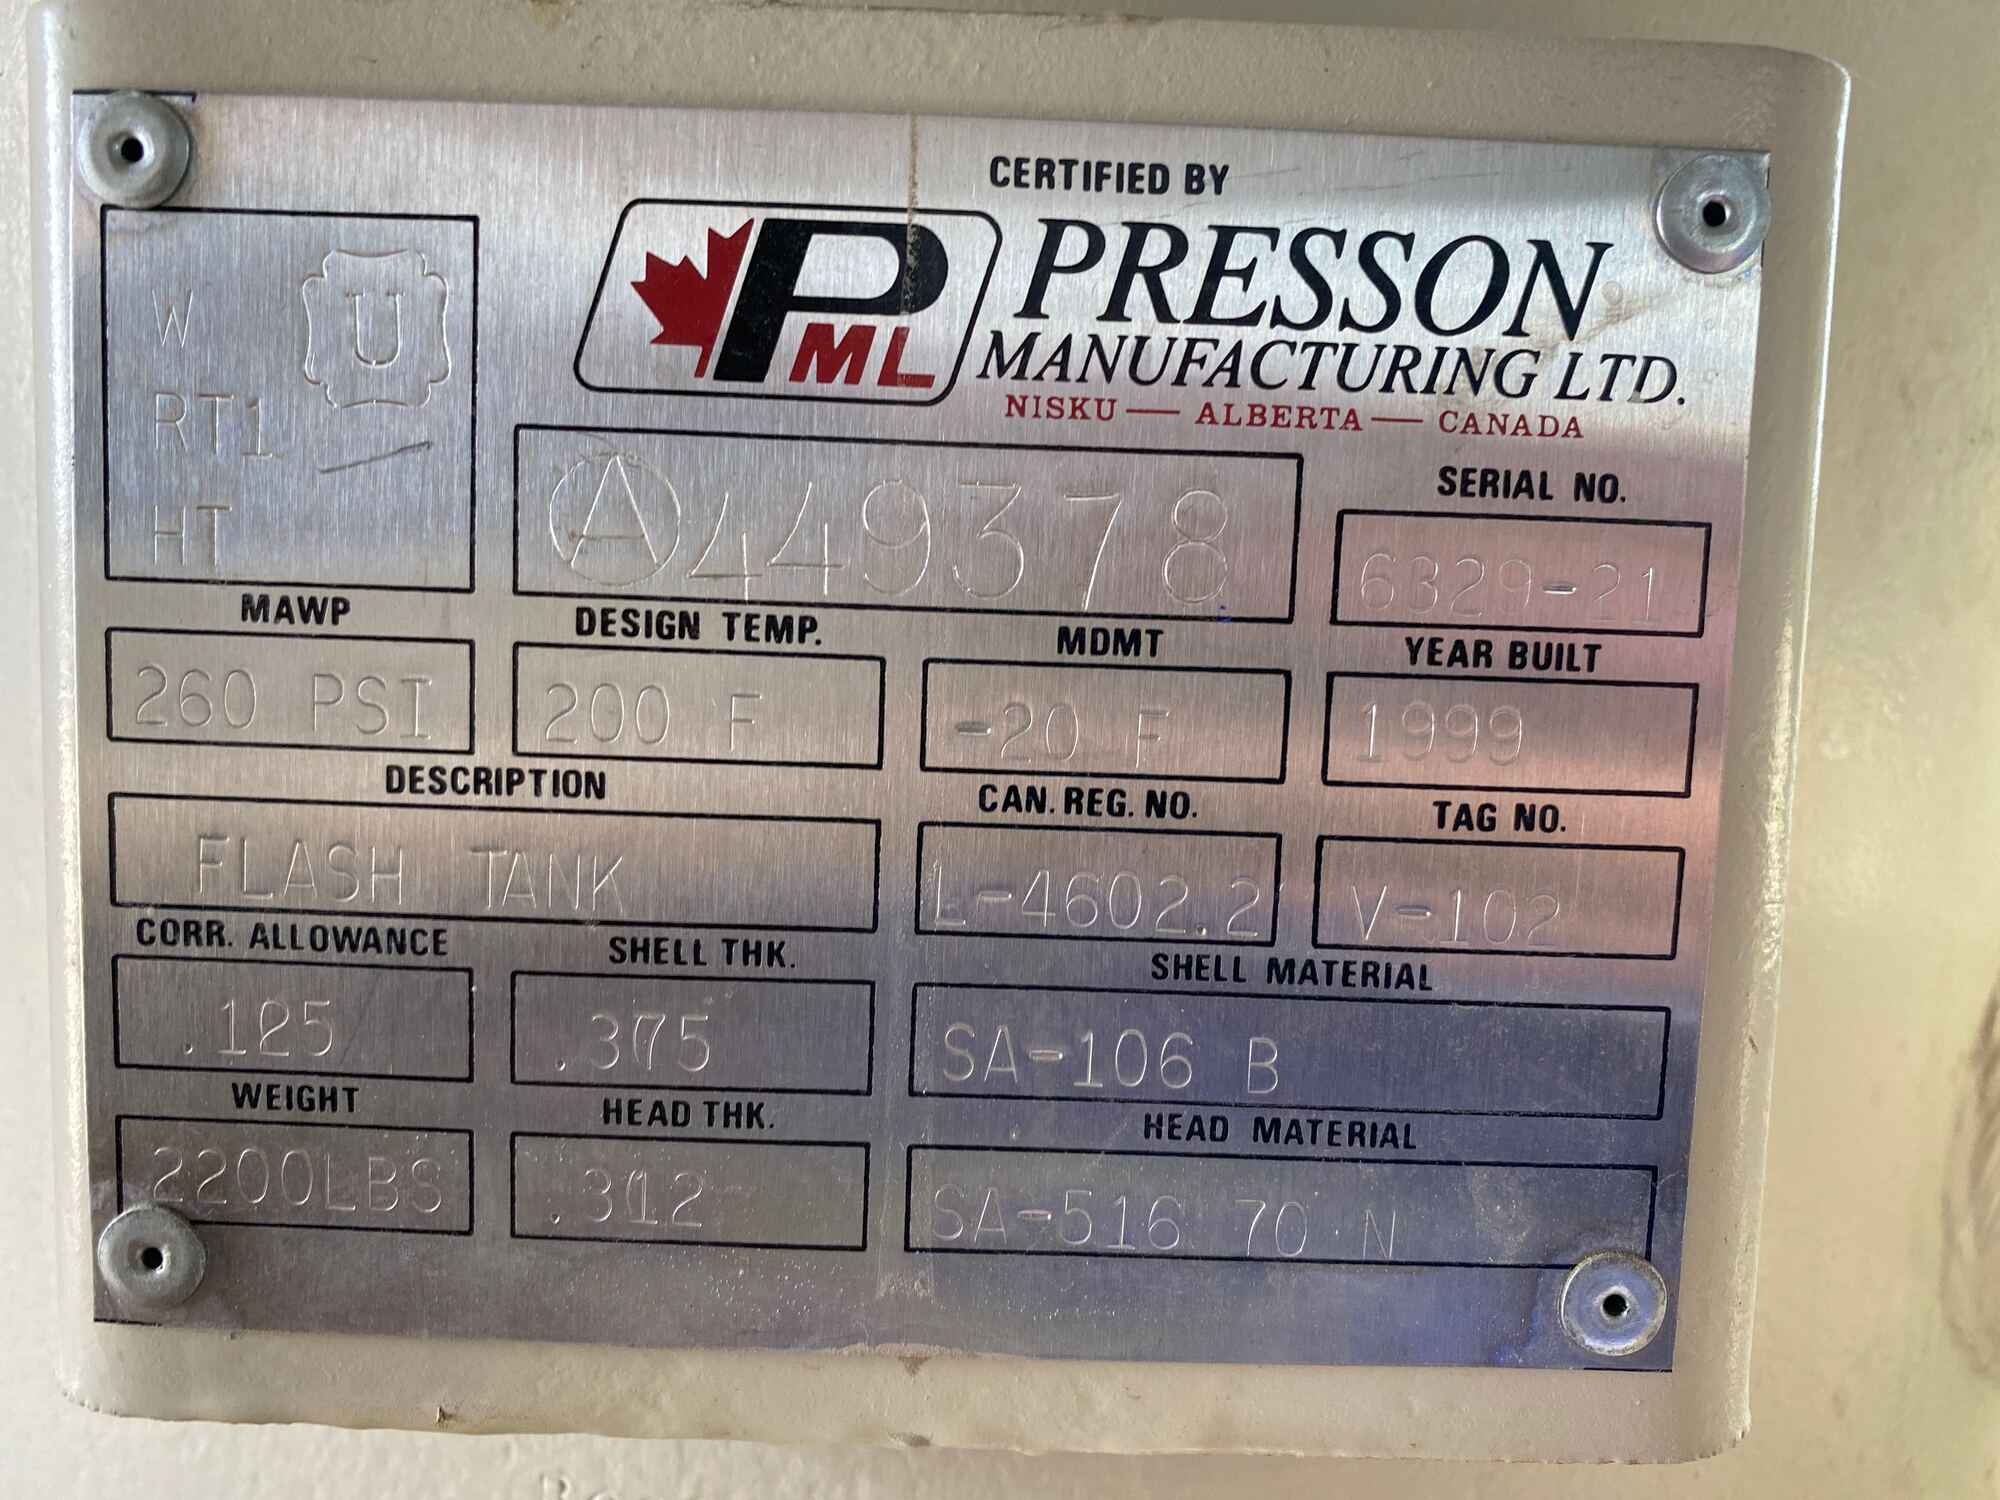 CERTIFIED BY
PML PRESSON
MANUFACTURING LTD.
NISKU — ALBERTA — CANADA
W U
RT1
HT
A449378
SERIAL NO.
6329-21
MAWP DESIGN TEMP. MDMT YEAR BUILT
260 PSI 200 F -20 F 1999
DESCRIPTION CAN. REG. NO. TAG NO.
FLASH TANK L-4602.2 V-102
CORR. ALLOWANCE SHELL THK. SHELL MATERIAL
.125 .375 SA-106 B
WEIGHT HEAD THK. HEAD MATERIAL
2200LBS .312 SA-516 70 N